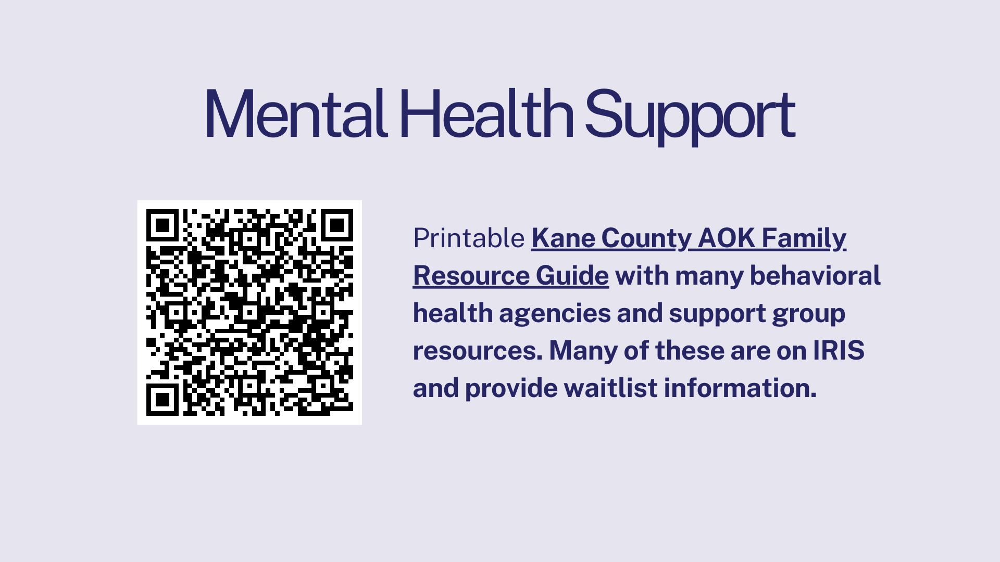 Mental Health Support
Printable Kane County AOK Family
Resource Guide with many behavioral
health agencies and support group
resources. Many of these are on IRIS
and provide waitlist information.